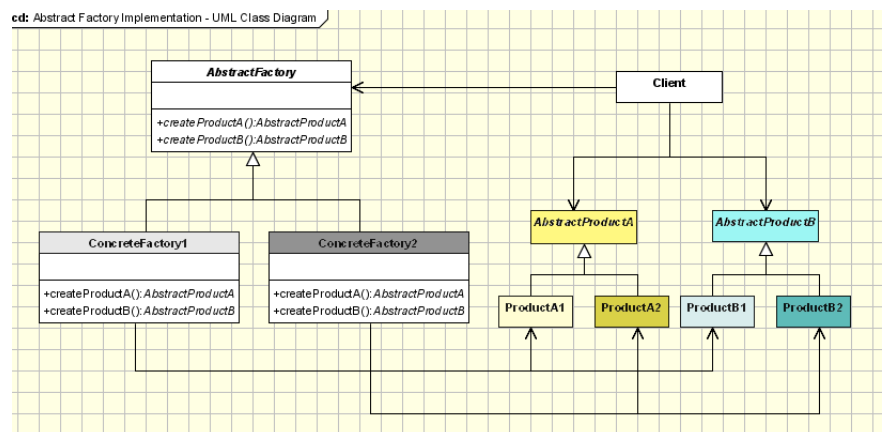 cd: Abstract Factory Implementation - UML Class Diagram
AbstractFactory
+createProductA():AbstractProductA
+createProductB():AbstractProductB
Client
AbstractProductA
AbstractProductB
ConcreteFactory1
+createProductA():AbstractProductA
+createProductB():AbstractProductB
ConcreteFactory2
+createProductA():AbstractProductA
+createProductB():AbstractProductB
ProductA1
ProductA2
ProductB1
ProductB2